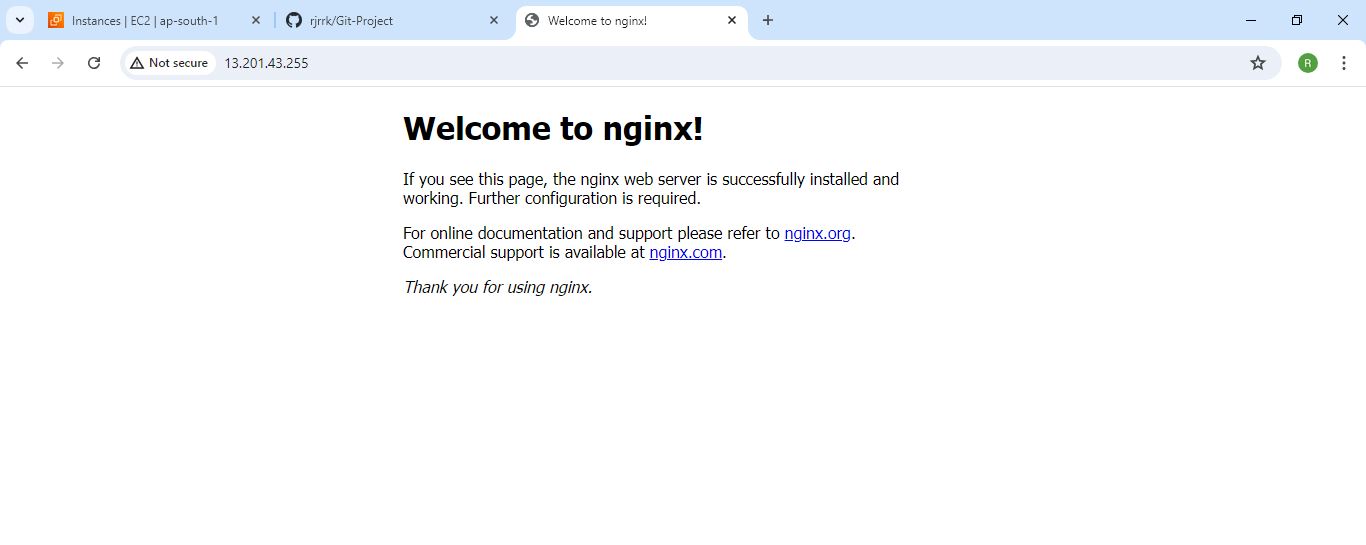 Instances | EC2 | ap-south-1
rjrrk/Git-Project
Welcome to nginx!
Not secure
13.201.43.255
R
Welcome to nginx!
If you see this page, the nginx web server is successfully installed and
working. Further configuration is required.
For online documentation and support please refer to nginx.org.
Commercial support is available at nginx.com.
Thank you for using nginx.